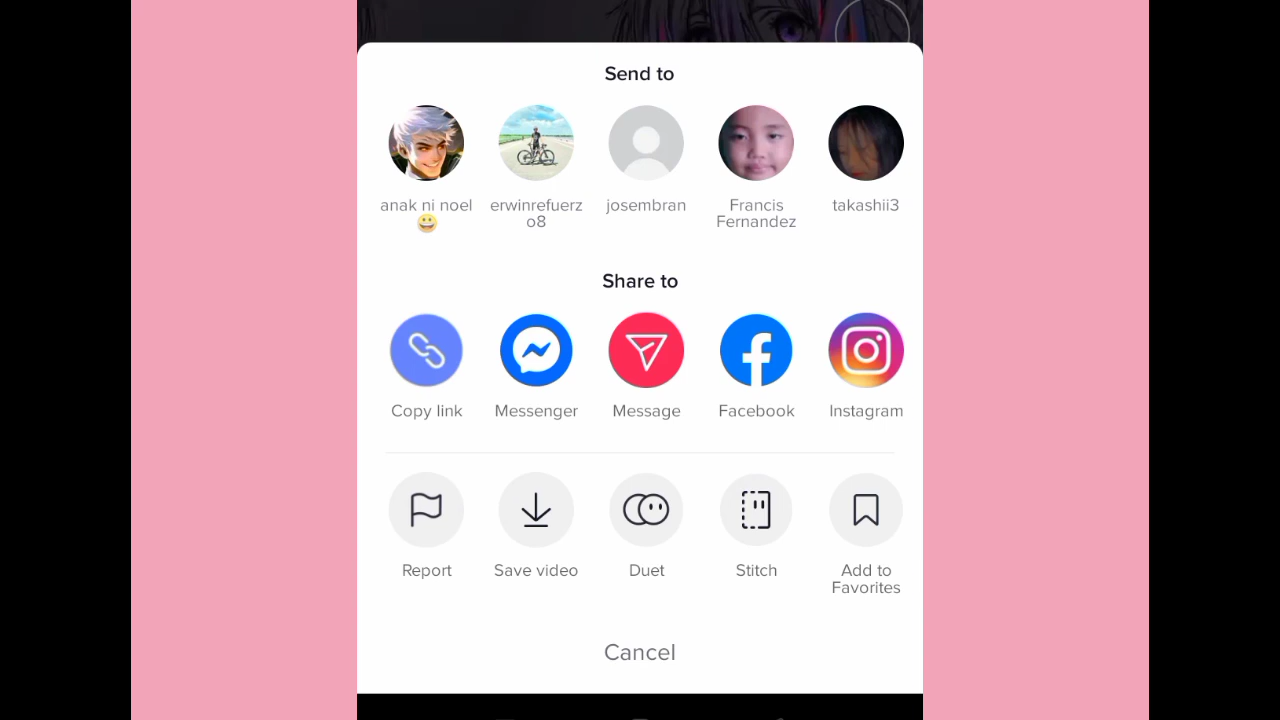 Send to
anak ni noel
😀
erwinrefuerz
o8
josembran
Francis
Fernandez
takashii3
Share to
Copy link
Messenger
Message
Facebook
Instagram
Report
Save video
Duet
Stitch
Add to
Favorites
Cancel